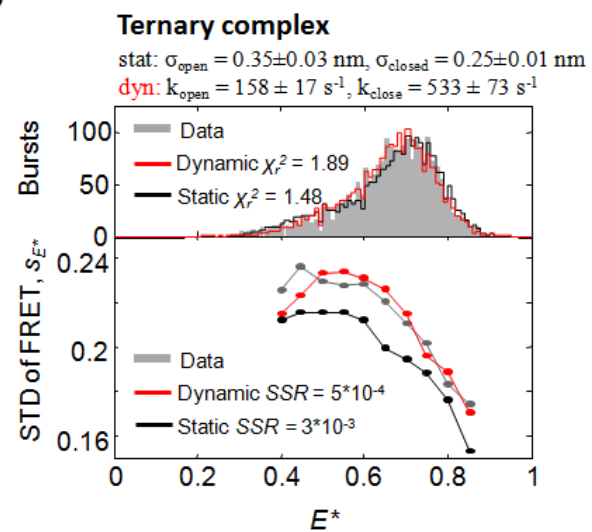 Ternary complex
stat: σopen = 0.35±0.03 nm, σclosed = 0.25±0.01 nm
dyn: kopen = 158 ± 17 s-1, kclose = 533 ± 73 s-1
Bursts
100
50
0
Data
Dynamic χr2 = 1.89
Static χr2 = 1.48
STD of FRET, sE*
0.24
0.2
0.16
Data
Dynamic SSR = 5*10-4
Static SSR = 3*10-3
0 0.2 0.4 0.6 0.8 1
E*